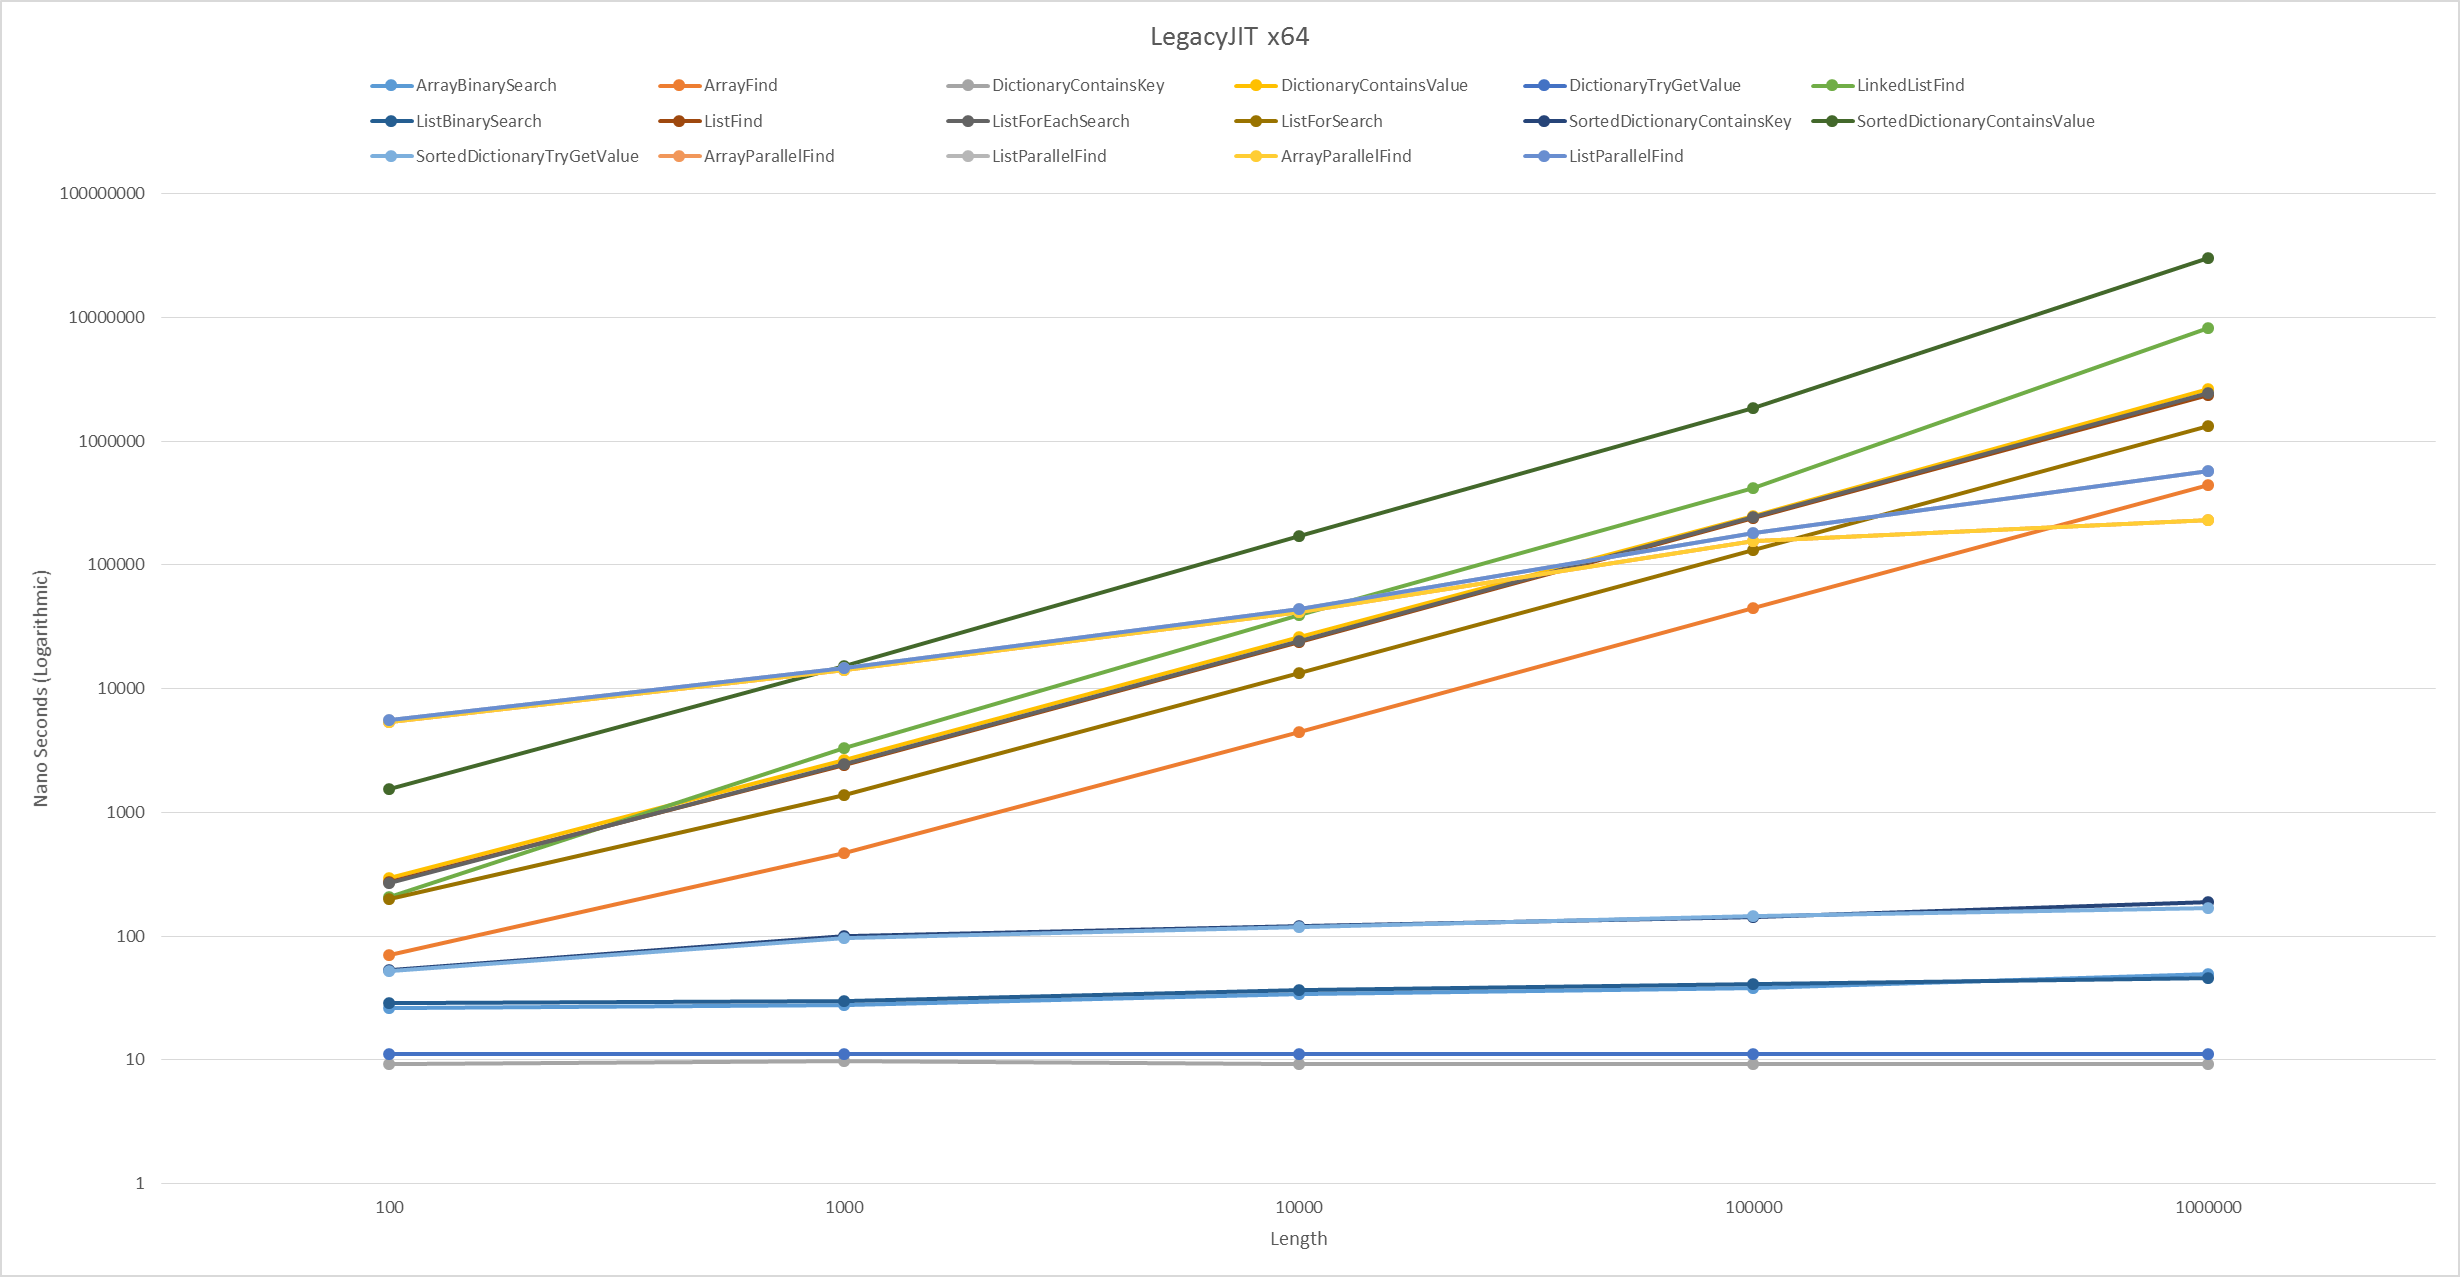 LegacyJIT x64
ArrayBinarySearch ArrayFind DictionaryContainsKey DictionaryContainsValue DictionaryTryGetValue LinkedListFind
ListBinarySearch ListFind ListForEachSearch ListForSearch SortedDictionaryContainsKey SortedDictionaryContainsValue
SortedDictionaryTryGetValue ArrayParallelFind ListParallelFind ArrayParallelFind ListParallelFind
100000000
10000000
1000000
100000
10000
1000
100
10
1
Nano Seconds (Logarithmic)
100 1000 10000 100000 1000000
Length